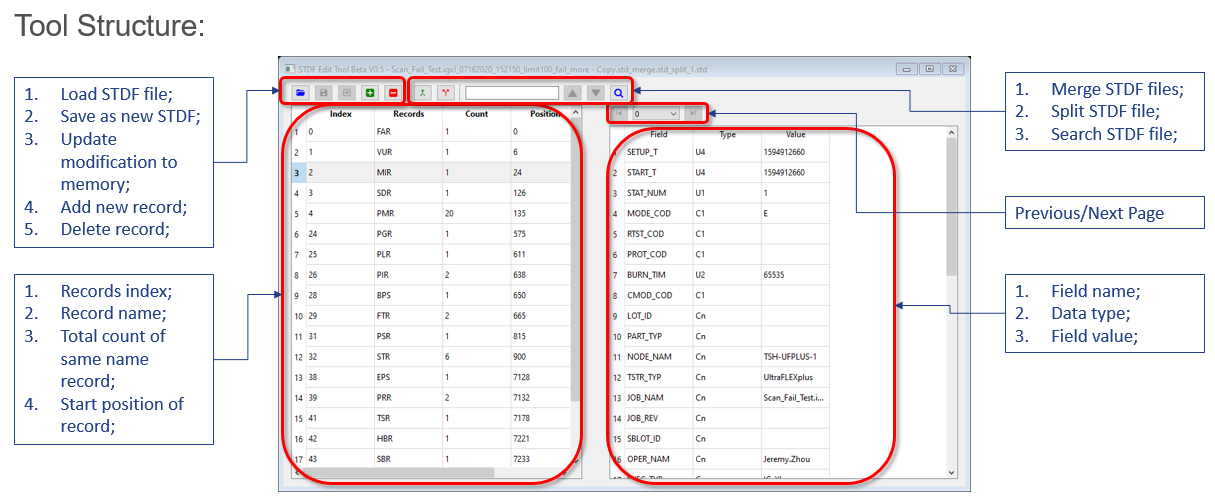 Tool Structure:
1. Load STDF file;
2. Save as new STDF;
3. Update
modification to
memory;
4. Add new record;
5. Delete record;
1. Records index;
2. Record name;
3. Total count of
same name
record;
4. Start position of
record;
STDF Edit Tool Beta V0.5 - Scan_Fail_Test.igxl_07162020_152150_limit100_fail_more - Copy.std_merge.std_split_1.std
Index Records Count Position
1 0 FAR 1 0
2 1 VUR 1 6
3 2 MIR 1 24
4 3 SDR 1 126
5 4 PMR 20 135
6 24 PGR 1 575
7 25 PLR 1 611
8 26 PIR 2 638
9 28 BPS 1 650
10 29 FTR 2 665
11 31 PSR 1 815
12 32 STR 6 900
13 38 EPS 1 7128
14 39 PRR 2 7132
15 41 TSR 1 7178
16 42 HBR 1 7221
17 43 SBR 1 7233
0
Field Type Value
1 SETUP_T U4 1594912660
2 START_T U4 1594912660
3 STAT_NUM U1 1
4 MODE_COD C1 E
5 RTST_COD C1
6 PROT_COD C1
7 BURN_TIM U2 65535
8 CMOD_COD C1
9 LOT_ID Cn
10 PART_TYP Cn
11 NODE_NAM Cn TSH-UFPLUS-1
12 TSTR_TYP Cn UltraFLEXplus
13 JOB_NAM Cn Scan_Fail_Test.i...
14 JOB_REV Cn
15 SBLOT_ID Cn
16 OPER_NAM Cn Jeremy.Zhou
1. Merge STDF files;
2. Split STDF file;
3. Search STDF file;
Previous/Next Page
1. Field name;
2. Data type;
3. Field value;